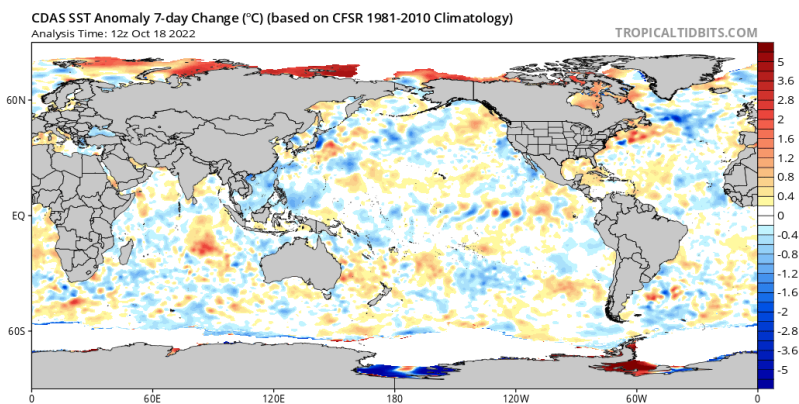 CDAS SST Anomaly 7-day Change (°C) (based on CFSR 1981-2010 Climatology)
Analysis Time: 12z Oct 18 2022
TROPICALTIDBITS.COM
60N
EQ
60S
0
60E
120E
180
120W
60W
0
5
3.6
2.8
2
1.6
1.2
0.8
0.4
0
-0.4
-0.8
-1.2
-1.6
-2
-2.8
-3.6
-5